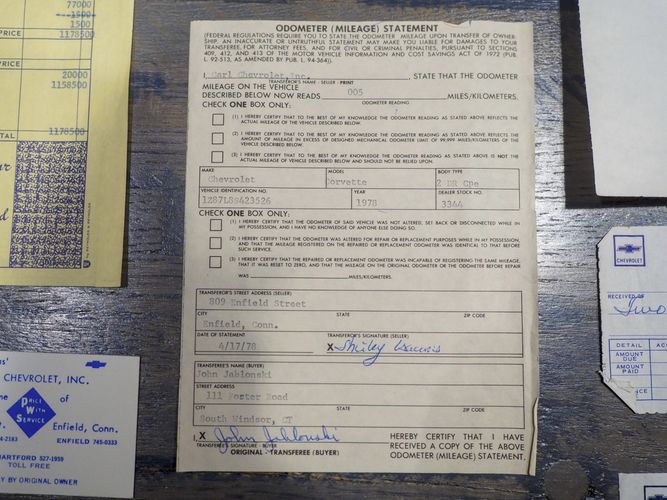 PRICE
1500
1500
1178500
20000
1158500
TAL
1178500
ODOMETER (MILEAGE) STATEMENT
(FEDERAL REGULATIONS REQUIRE YOU TO STATE THE ODOMETER MILEAGE UPON TRANSFER OF OWNER-
SHIP. AN INACCURATE OR UNTRUTHFUL STATEMENT MAY MAKE YOU LIABLE FOR DAMAGES TO YOUR
TRANSFEREE, FOR ATTORNEY FEES, AND FOR CIVIL OR CRIMINAL PENALTIES, PURSUANT TO SECTIONS
409, 412, AND 413 OF THE MOTOR VEHICLE INFORMATION AND COST SAVINGS ACT OF 1972 (PUB.
L. 92-513, AS AMENDED BY PUB. L. 94-364)).
I, Carl Chevrolet,Inc. STATE THAT THE ODOMETER
TRANSFEROR'S NAME - SELLER - PRINT
MILEAGE ON THE VEHICLE
DESCRIBED BELOW NOW READS 005 MILES/KILOMETERS.
ODOMETER READING
CHECK ONE BOX ONLY:
(1) I HEREBY CERTIFY THAT TO THE BEST OF MY KNOWLEDGE THE ODOMETER READING AS STATED ABOVE REFLECTS THE
ACTUAL MILEAGE OF THE VEHICLE DESCRIBED BELOW.
(2) I HEREBY CERTIFY THAT TO THE BEST OF MY KNOWLEDGE THE ODOMETER READING AS STATED ABOVE REFLECTS THE
AMOUNT OF MILEAGE IN EXCESS OF DESIGNED MECHANICAL ODOMETER LIMIT OF 99,999 MILES/KILOMETERS OF THE
VEHICLE DESCRIBED BELOW.
(3) I HEREBY CERTIFY THAT TO THE BEST OF MY KNOWLEDGE THE ODOMETER READING AS STATED ABOVE IS NOT THE
ACTUAL MILEAGE OF VEHICLE DESCRIBED BELOW AND SHOULD NOT BE RELIED UPON.
MAKE MODEL BODY TYPE
Chevrolet Corvette 2 DR Cpe
VEHICLE IDENTIFICATION NO. YEAR DEALER STOCK NO.
1Z87L8S423526 1978 3344
CHECK ONE BOX ONLY:
(1) I HEREBY CERTIFY THAT THE ODOMETER OF SAID VEHICLE WAS NOT ALTERED, SET BACK OR DISCONNECTED WHILE IN
MY POSSESSION, AND I HAVE NO KNOWLEDGE OF ANYONE ELSE DOING SO.
(2) I HEREBY CERTIFY THAT THE ODOMETER WAS ALTERED FOR REPAIR OR REPLACEMENT PURPOSES WHILE IN MY POSSESSION,
AND THAT THE MILEAGE REGISTERED ON THE REPAIRED OR REPLACEMENT ODOMETER WAS IDENTICAL TO THAT BEFORE
SUCH SERVICE.
(3) I HEREBY CERTIFY THAT THE REPAIRED OR REPLACEMENT ODOMETER WAS INCAPABLE OF REGISTERING THE SAME MILEAGE,
THAT IT WAS RESET TO ZERO, AND THAT THE MILEAGE ON THE ORIGINAL ODOMETER OR THE ODOMETER BEFORE REPAIR
WAS MILES/KILOMETERS.
TRANSFEROR'S STREET ADDRESS (SELLER)
809 Enfield Street
CITY STATE ZIP CODE
Enfield, Conn.
DATE OF STATEMENT TRANSFEROR'S SIGNATURE (SELLER)
4/17/78 X Shirley
TRANSFEREE'S NAME (BUYER)
John Jablonski
STREET ADDRESS
111 Foster Road
CITY STATE ZIP CODE
South Windsor, CT
I, X John Jablonski HEREBY CERTIFY THAT I HAVE
TRANSFEREE'S SIGNATURE - BUYER RECEIVED A COPY OF THE ABOVE
ORIGINAL - TRANSFEREE (BUYER) ODOMETER (MILEAGE) STATEMENT.
CHEVROLET, INC.
of
PRICE
WITH
SERVICE
Enfield, Conn.
ENFIELD 745-0333
HARTFORD 527-1959
TOLL FREE
Y BY ORIGINAL OWNER
CHEVROLET
RECEIVED OF
Two
DETAIL
AMOUNT
DUE
AMOUNT
PAID